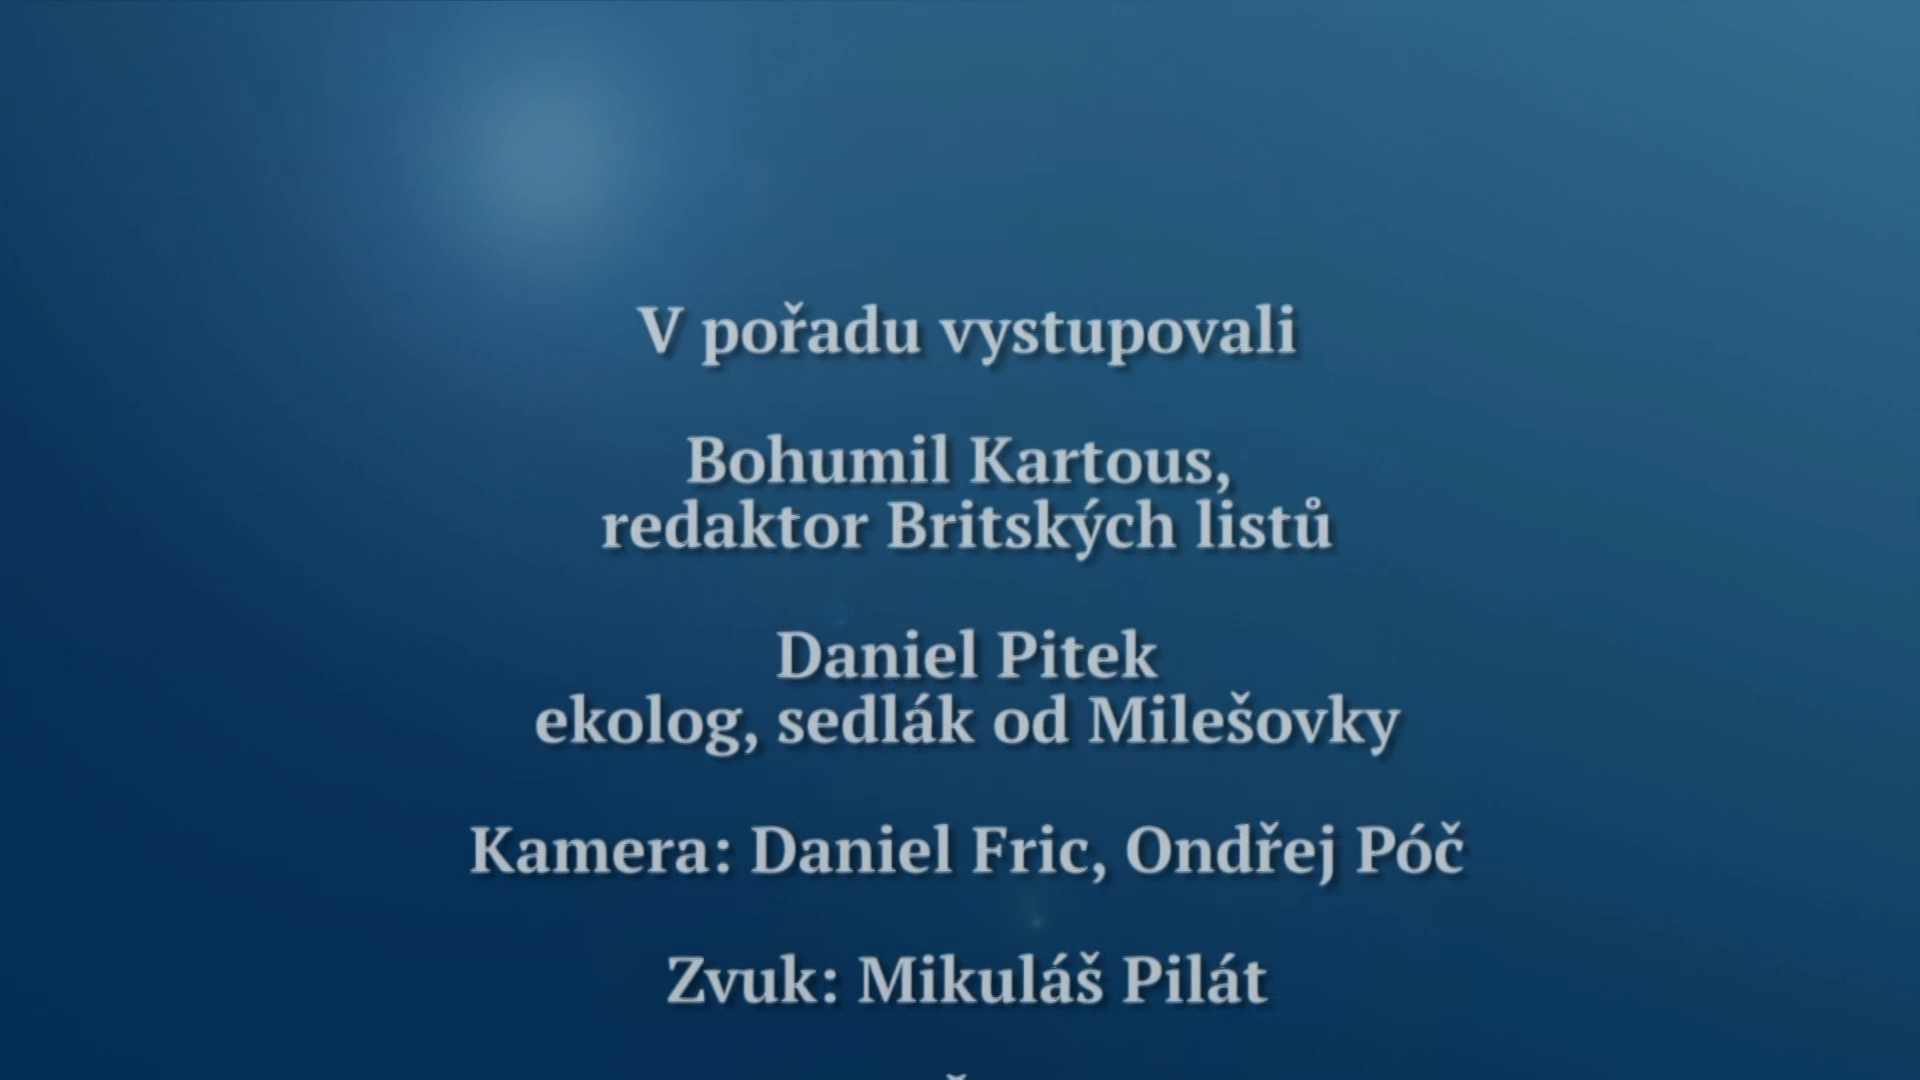 V pořadu vystupovali
Bohumil Kartous,
redaktor Britských listů
Daniel Pitek
ekolog, sedlák od Milešovky
Kamera: Daniel Fric, Ondřej Póč
Zvuk: Mikuláš Pilát